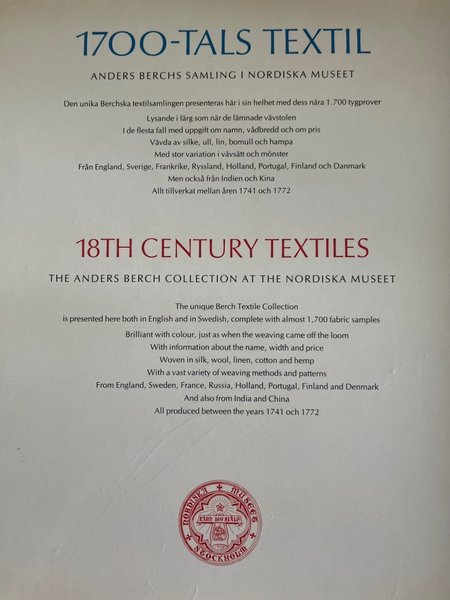 1700-TALS TEXTIL
ANDERS BERCHS SAMLING I NORDISKA MUSEET
Den unika Berchska textilsamlingen presenteras här i sin helhet med dess nära 1.700 tygprover
Lysande i färg som när de lämnade vävstolen
I de flesta fall med uppgift om namn, vådbredd och om pris
Vävda av silke, ull, lin, bomull och hampa
Med stor variation i vävsätt och mönster
Från England, Sverige, Frankrike, Ryssland, Holland, Portugal, Finland och Danmark
Men också från Indien och Kina
Allt tillverkat mellan åren 1741 och 1772
18TH CENTURY TEXTILES
THE ANDERS BERCH COLLECTION AT THE NORDISKA MUSEET
The unique Berch Textile Collection
is presented here both in English and in Swedish, complete with almost 1,700 fabric samples
Brilliant with colour, just as when the weaving came off the loom
With information about the name, width and price
Woven in silk, wool, linen, cotton and hemp
With a vast variety of weaving methods and patterns
From England, Sweden, France, Russia, Holland, Portugal, Finland and Denmark
And also from India and China
All produced between the years 1741 och 1772
NORDISKA MUSEET
KÄNN DIG SJÄLF
STOCKHOLM